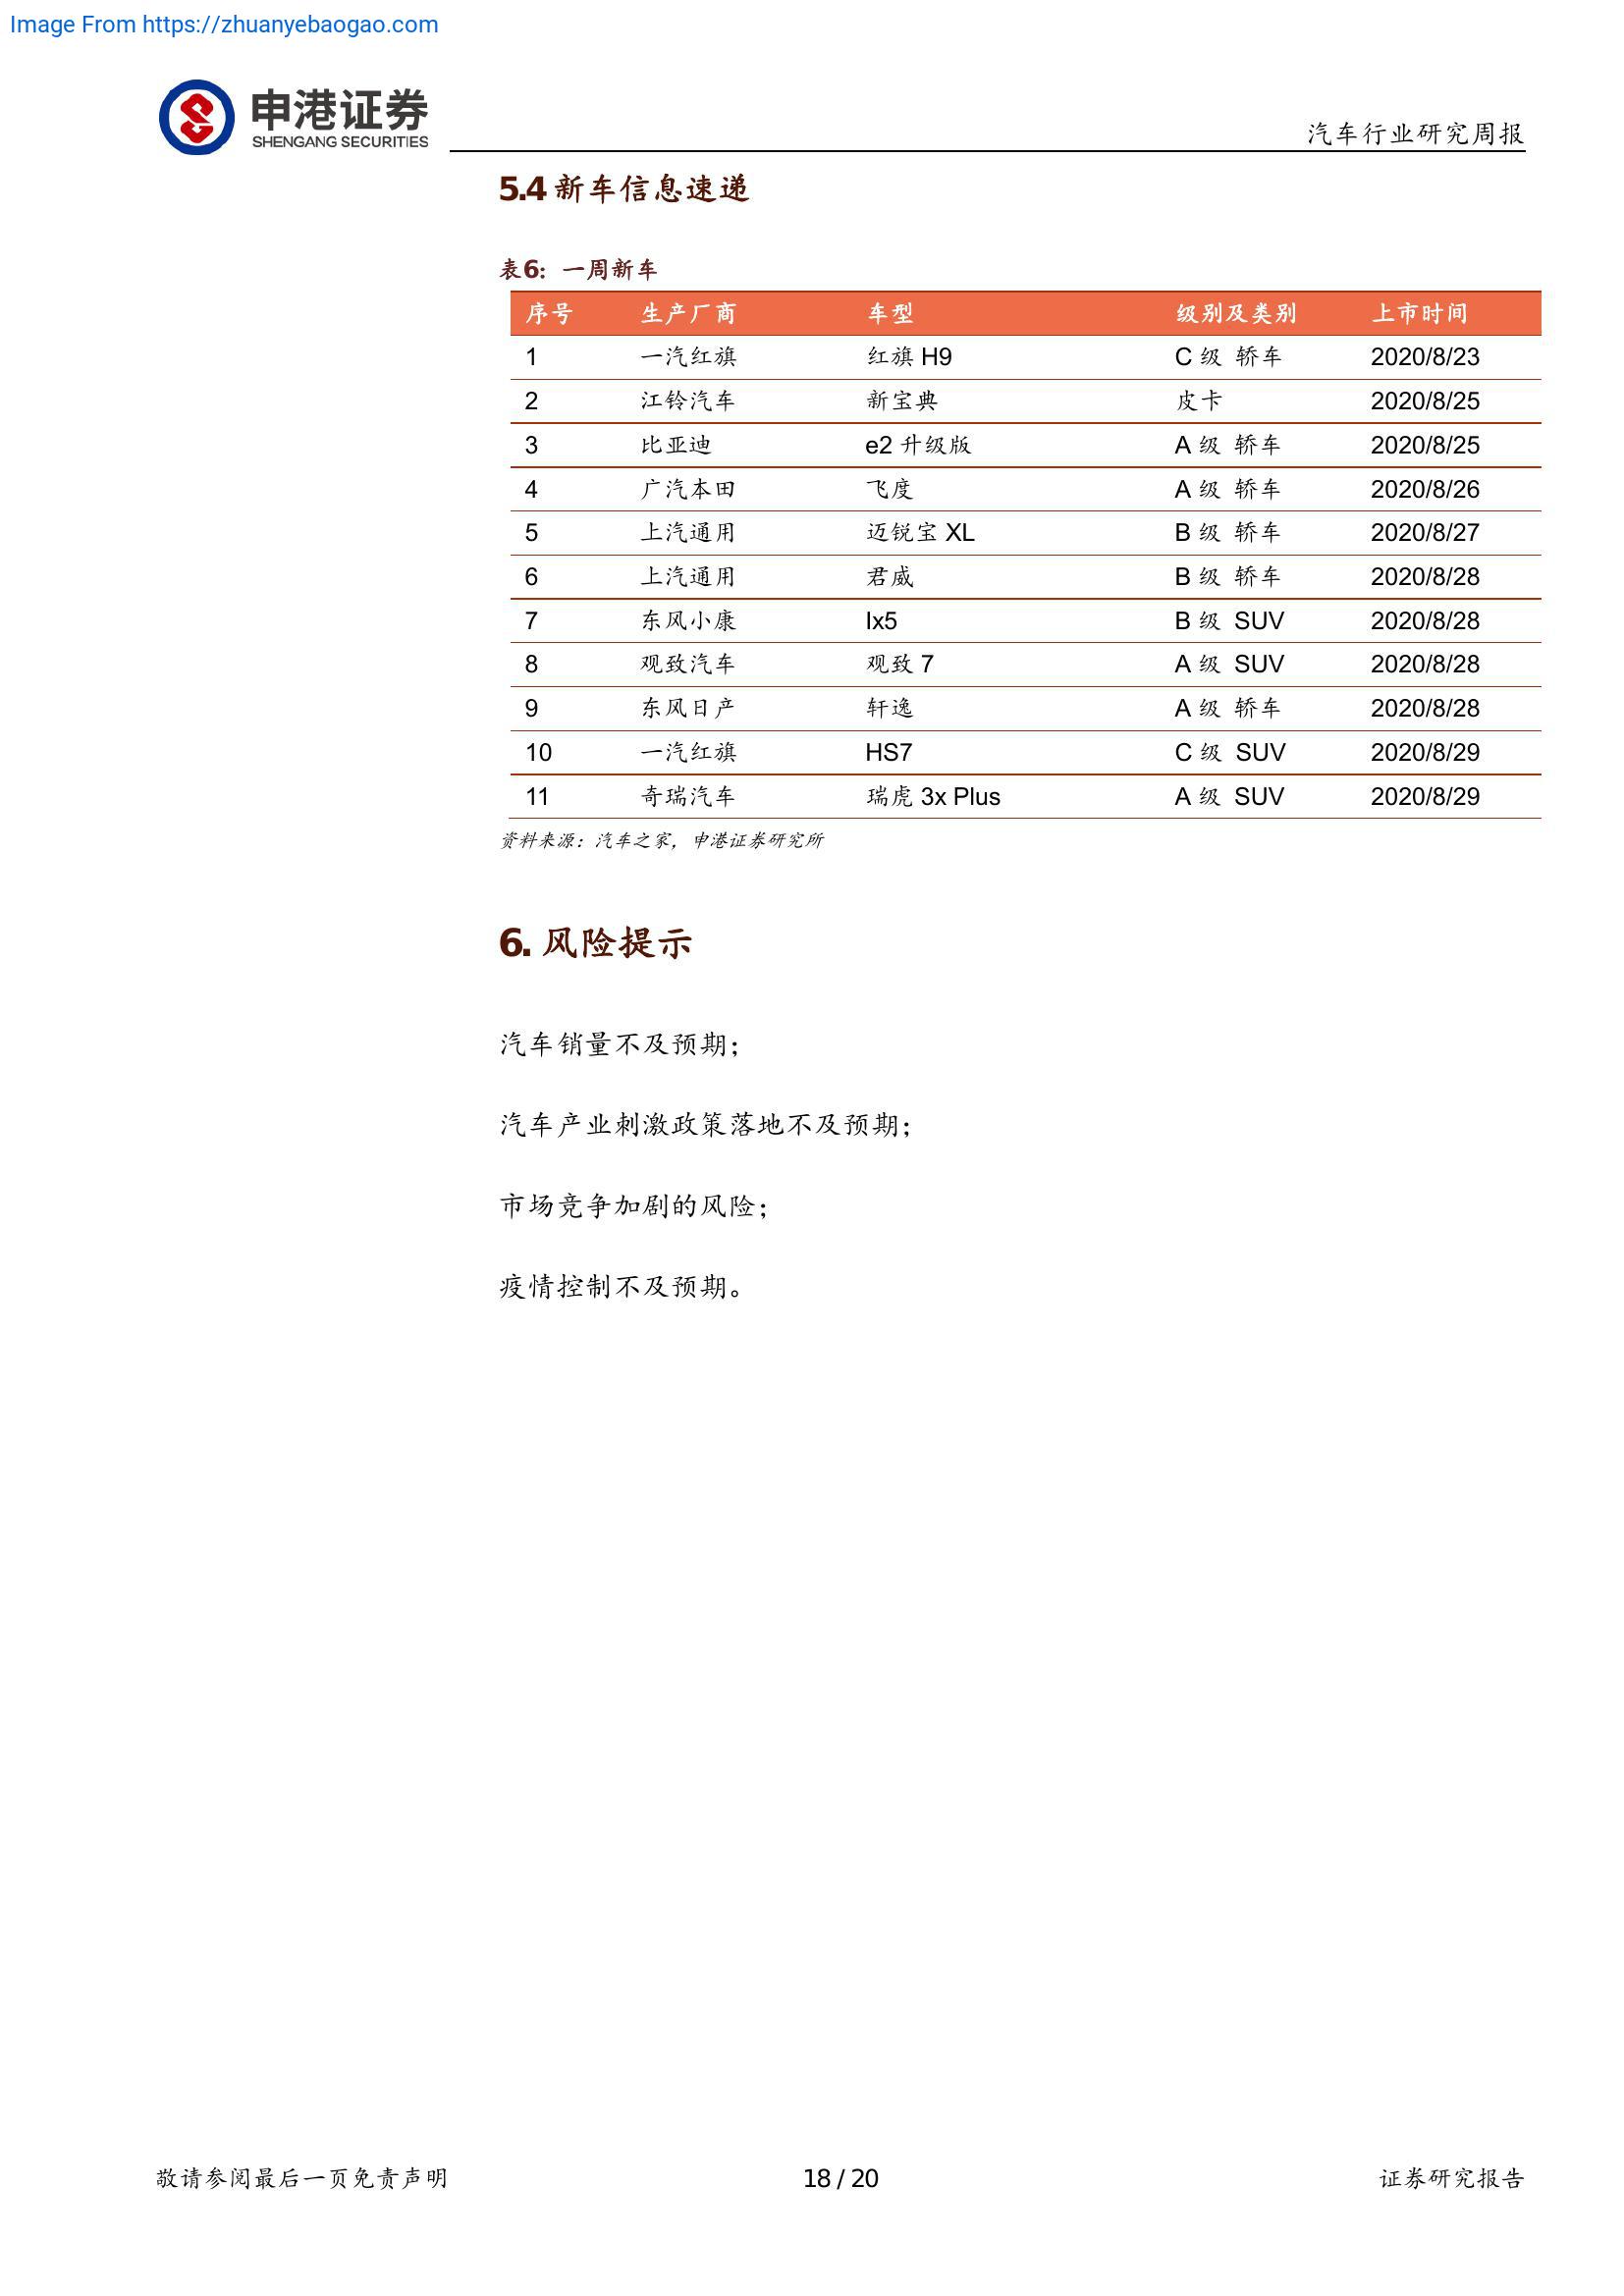 Image From https://zhuanyebaogao.com
申港证券
SHENGANG SECURITIES
汽车行业研究周报
5.4 新车信息速递
表6: 一周新车
序号 生产厂商 车型 级别及类别 上市时间
1 一汽红旗 红旗 H9 C 级 轿车 2020/8/23
2 江铃汽车 新宝典 皮卡 2020/8/25
3 比亚迪 e2 升级版 A 级 轿车 2020/8/25
4 广汽本田 飞度 A 级 轿车 2020/8/26
5 上汽通用 迈锐宝 XL B 级 轿车 2020/8/27
6 上汽通用 君威 B 级 轿车 2020/8/28
7 东风小康 Ix5 B 级 SUV 2020/8/28
8 观致汽车 观致 7 A 级 SUV 2020/8/28
9 东风日产 轩逸 A 级 轿车 2020/8/28
10 一汽红旗 HS7 C 级 SUV 2020/8/29
11 奇瑞汽车 瑞虎 3x Plus A 级 SUV 2020/8/29
资料来源：汽车之家，申港证券研究所
6. 风险提示
汽车销量不及预期；
汽车产业刺激政策落地不及预期；
市场竞争加剧的风险；
疫情控制不及预期。
敬请参阅最后一页免责声明 18 / 20 证券研究报告